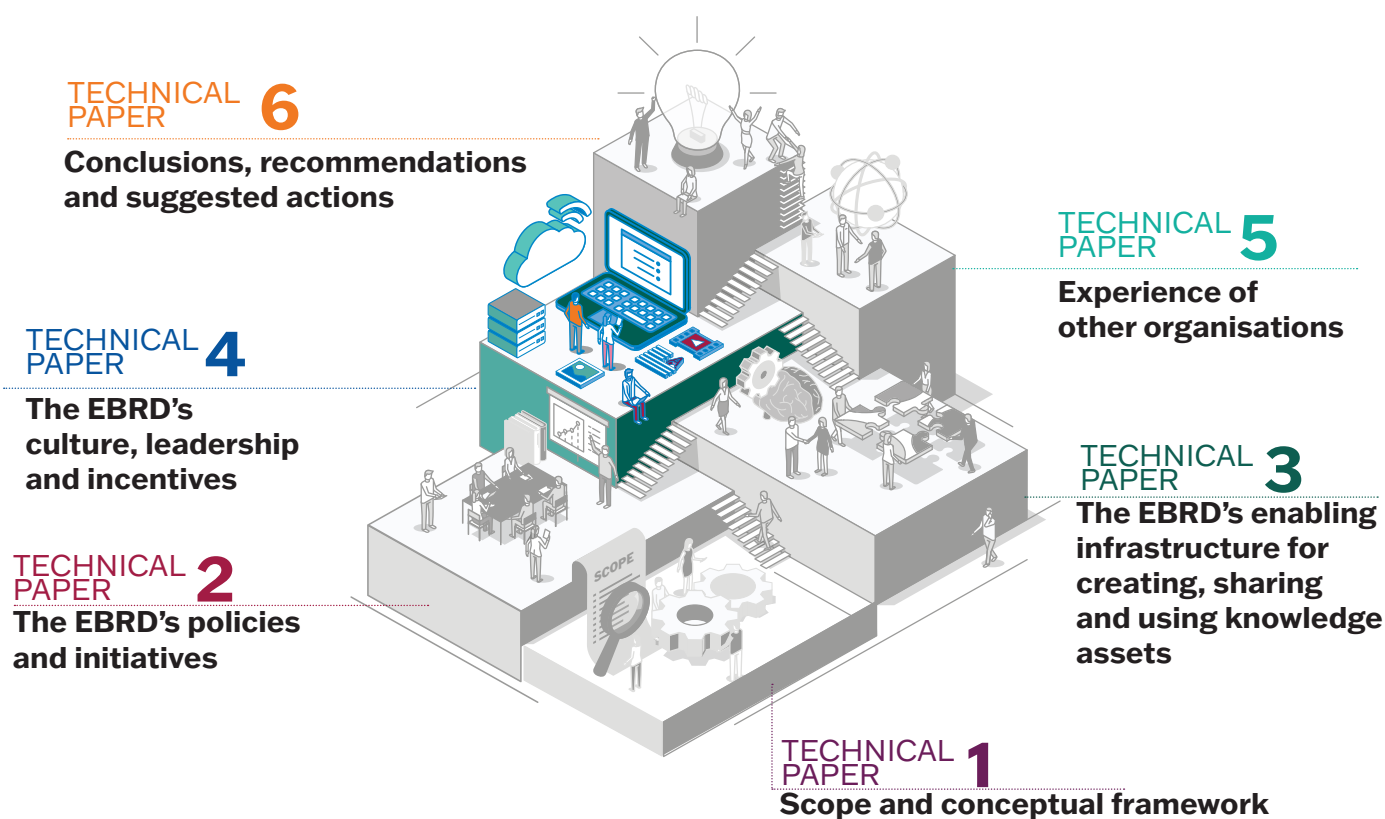 TECHNICAL
PAPER 6
Conclusions, recommendations
and suggested actions
TECHNICAL
PAPER 5
Experience of
other organisations
TECHNICAL
PAPER 4
The EBRD's
culture, leadership
and incentives
TECHNICAL
PAPER 3
The EBRD's enabling
infrastructure for
creating, sharing
and using knowledge
assets
TECHNICAL
PAPER 2
The EBRD's policies
and initiatives
SCOPE
TECHNICAL
PAPER 1
Scope and conceptual framework